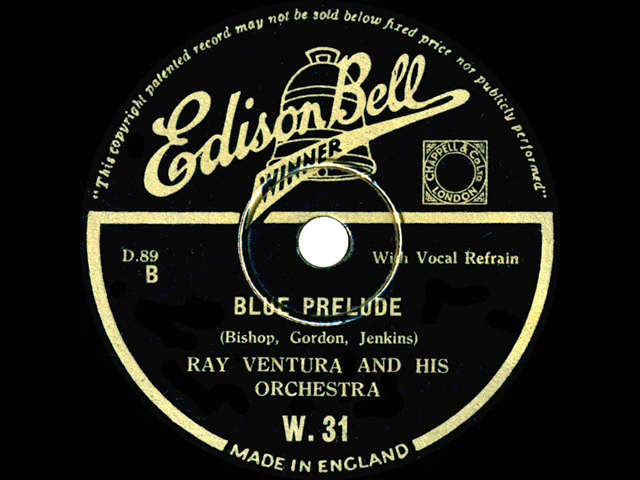 "This copyright patented record may not be sold below fixed price nor publicly performed"
Edison Bell
WINNER
CHAPPELL & CO LTD
LONDON
D.89
B
With Vocal Refrain
BLUE PRELUDE
(Bishop, Gordon, Jenkins)
RAY VENTURA AND HIS
ORCHESTRA
W. 31
MADE IN ENGLAND